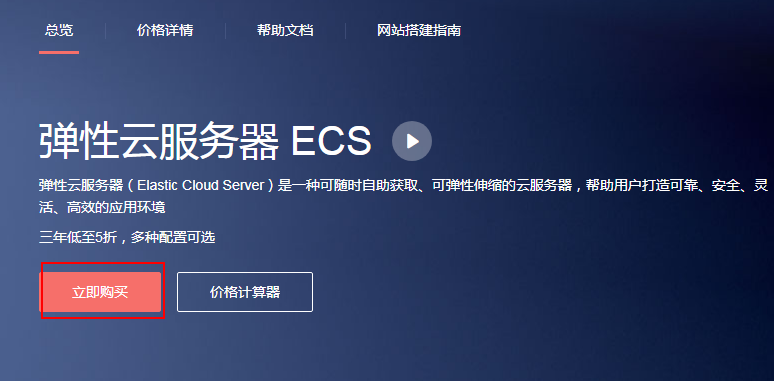 总览 价格详情 帮助文档 网站搭建指南
弹性云服务器 ECS
弹性云服务器（Elastic Cloud Server）是一种可随时自助获取、可弹性伸缩的云服务器，帮助用户打造可靠、安全、灵
活、高效的应用环境
三年低至5折，多种配置可选
立即购买 价格计算器